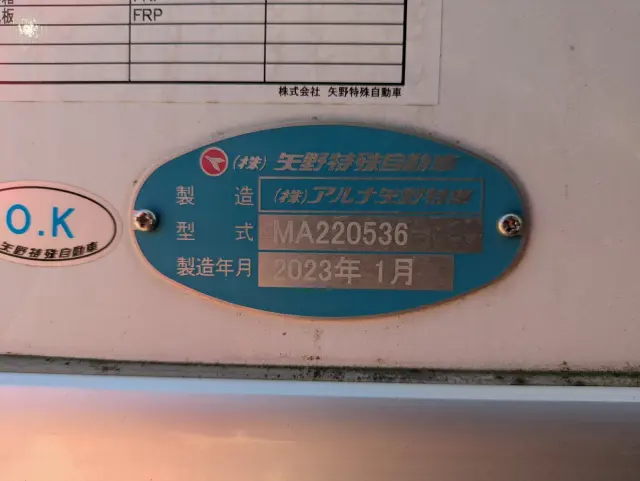 FRP
板 FRP
株式会社 矢野特殊自動車
(株)矢野特殊自動車
製造 (株)アルナ矢野特車
型式 MA220536
製造年月 2023年 1月
O.K
矢野特殊自動車